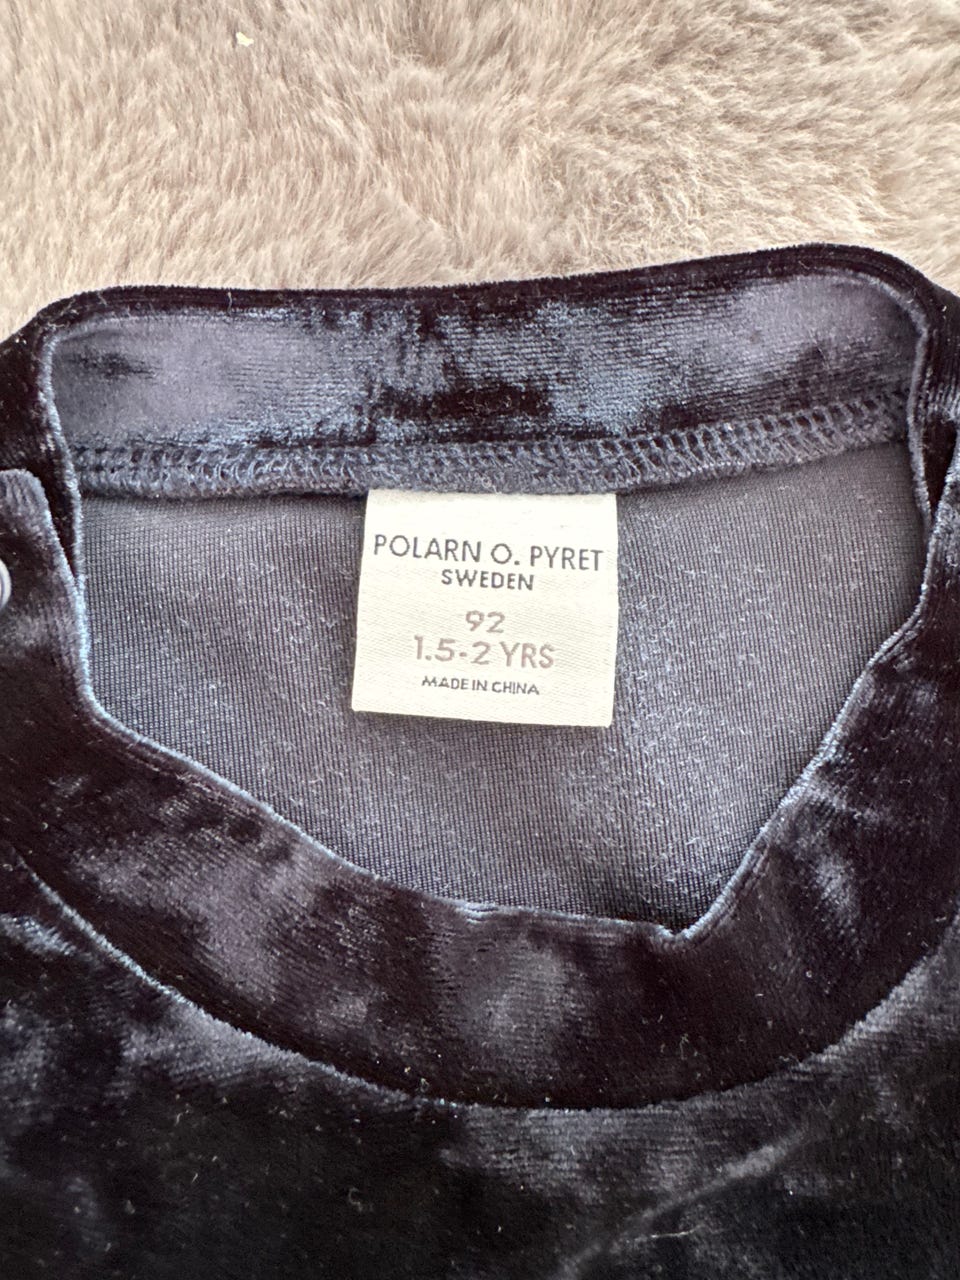 POLARN O. PYRET
SWEDEN
92
1.5-2 YRS
MADE IN CHINA